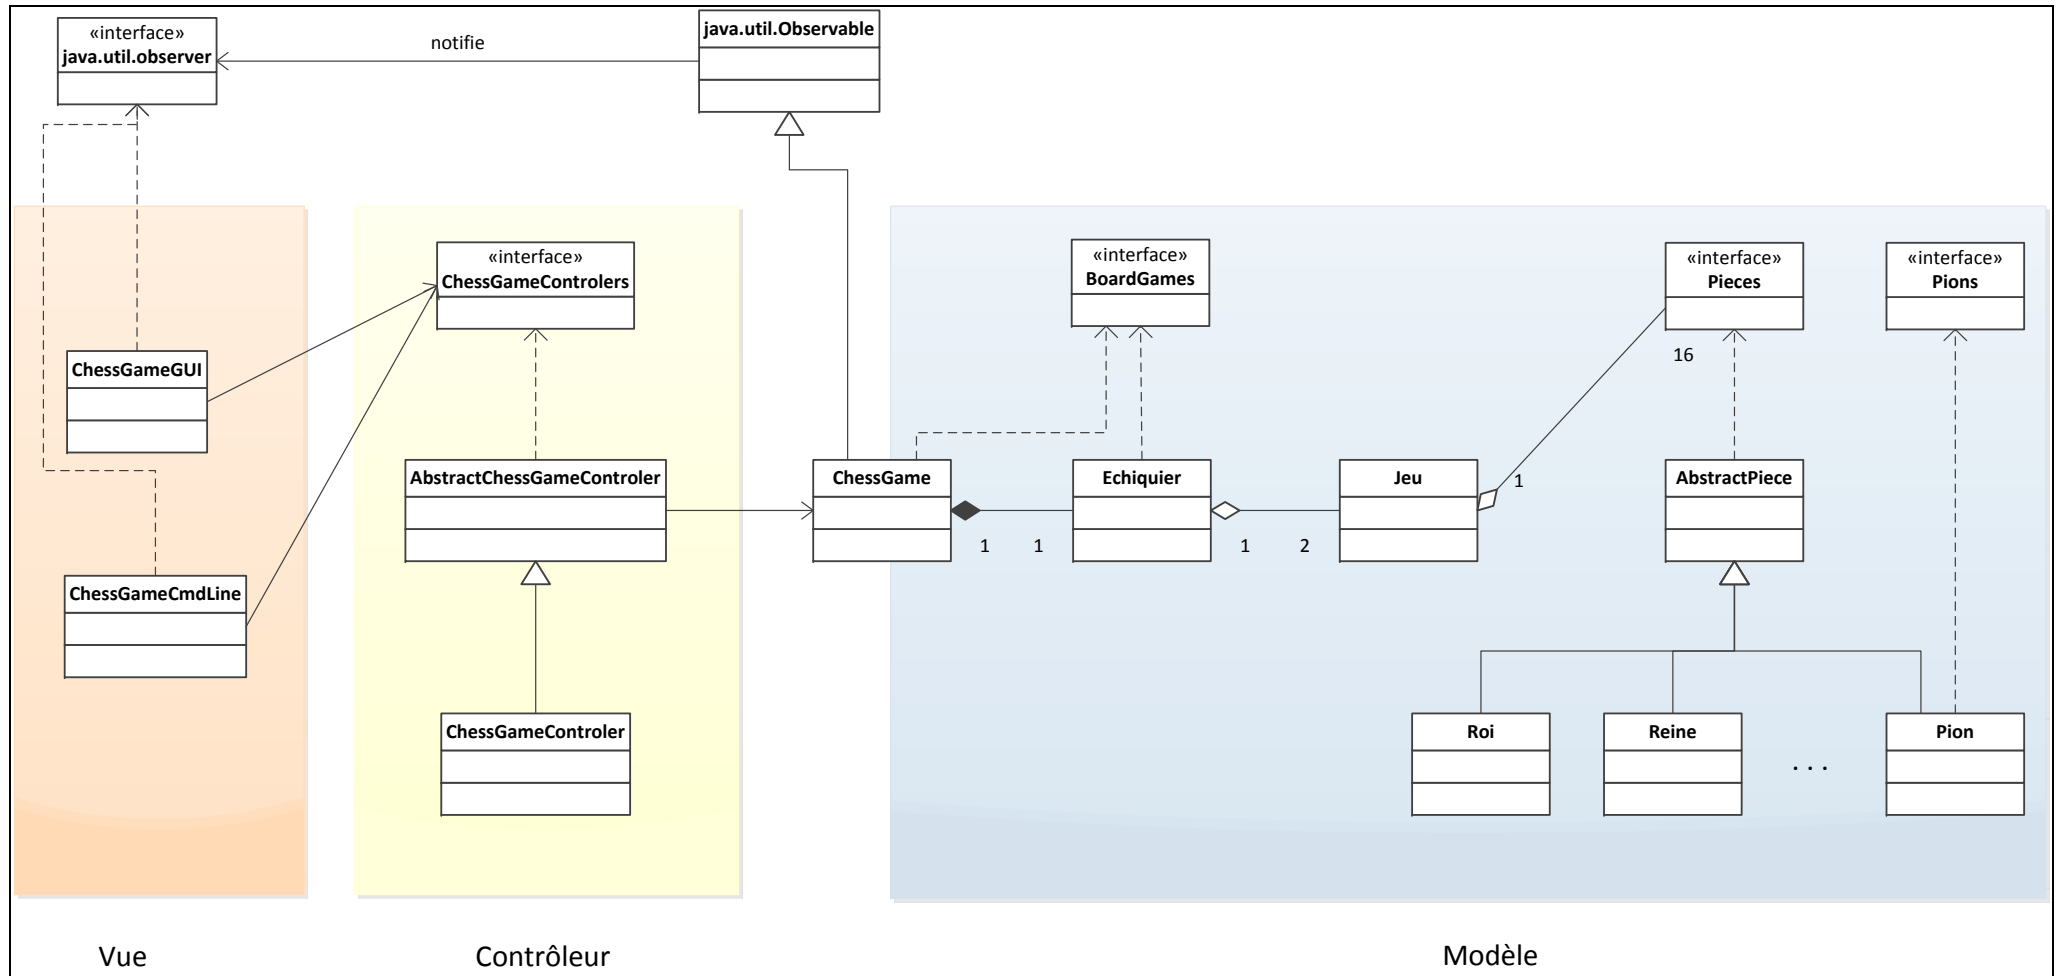 «interface»
java.util.observer
notifie
java.util.Observable
«interface»
ChessGameControlers
«interface»
BoardGames
«interface»
Pieces
«interface»
Pions
16
ChessGameGUI
AbstractChessGameControler
ChessGame
Echiquier
Jeu
1
AbstractPiece
1
1
1
2
ChessGameCmdLine
ChessGameControler
Roi
Reine
. . .
Pion
Vue
Contrôleur
Modèle